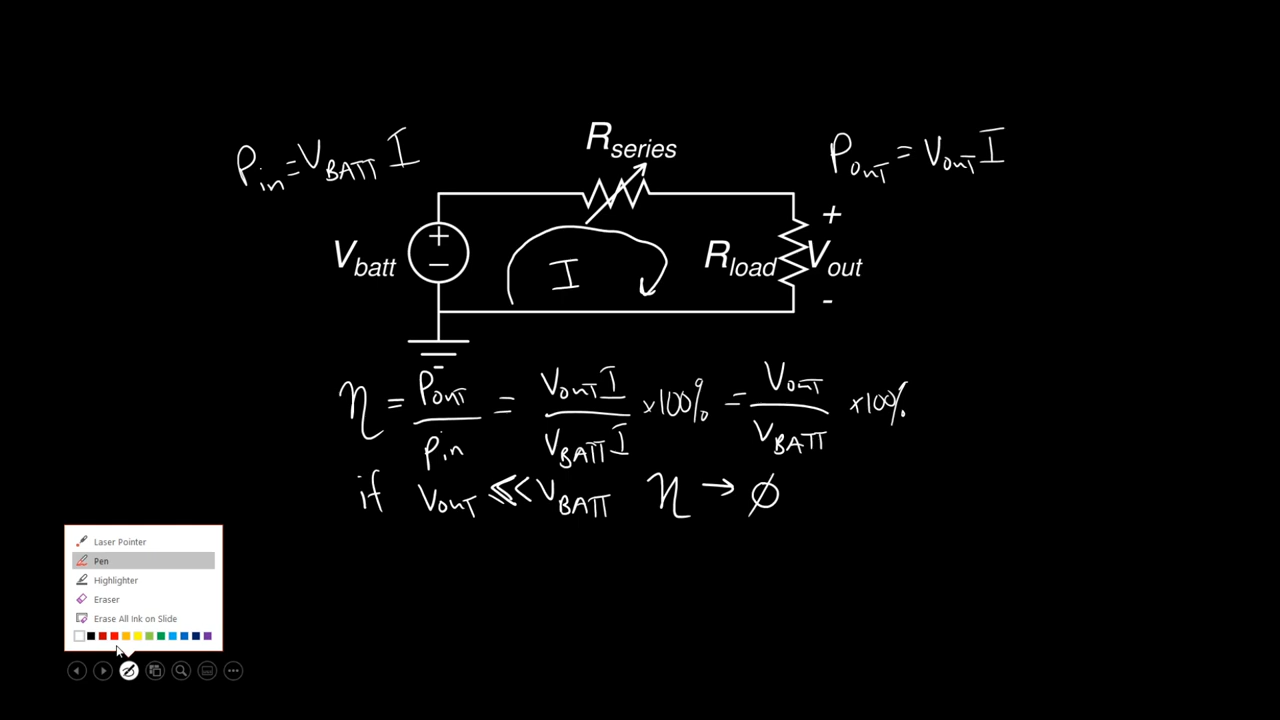 R_series
P_in = V_BATT I
P_OUT = V_OUT I
+
V_batt
+
−
I
R_load
V_out
-
η = P_OUT / P_in = V_OUT I / V_BATT I ×100% = V_OUT / V_BATT ×100%
if V_OUT ≪< V_BATT η → ϕ
Laser Pointer
Pen
Highlighter
Eraser
Erase All Ink on Slide